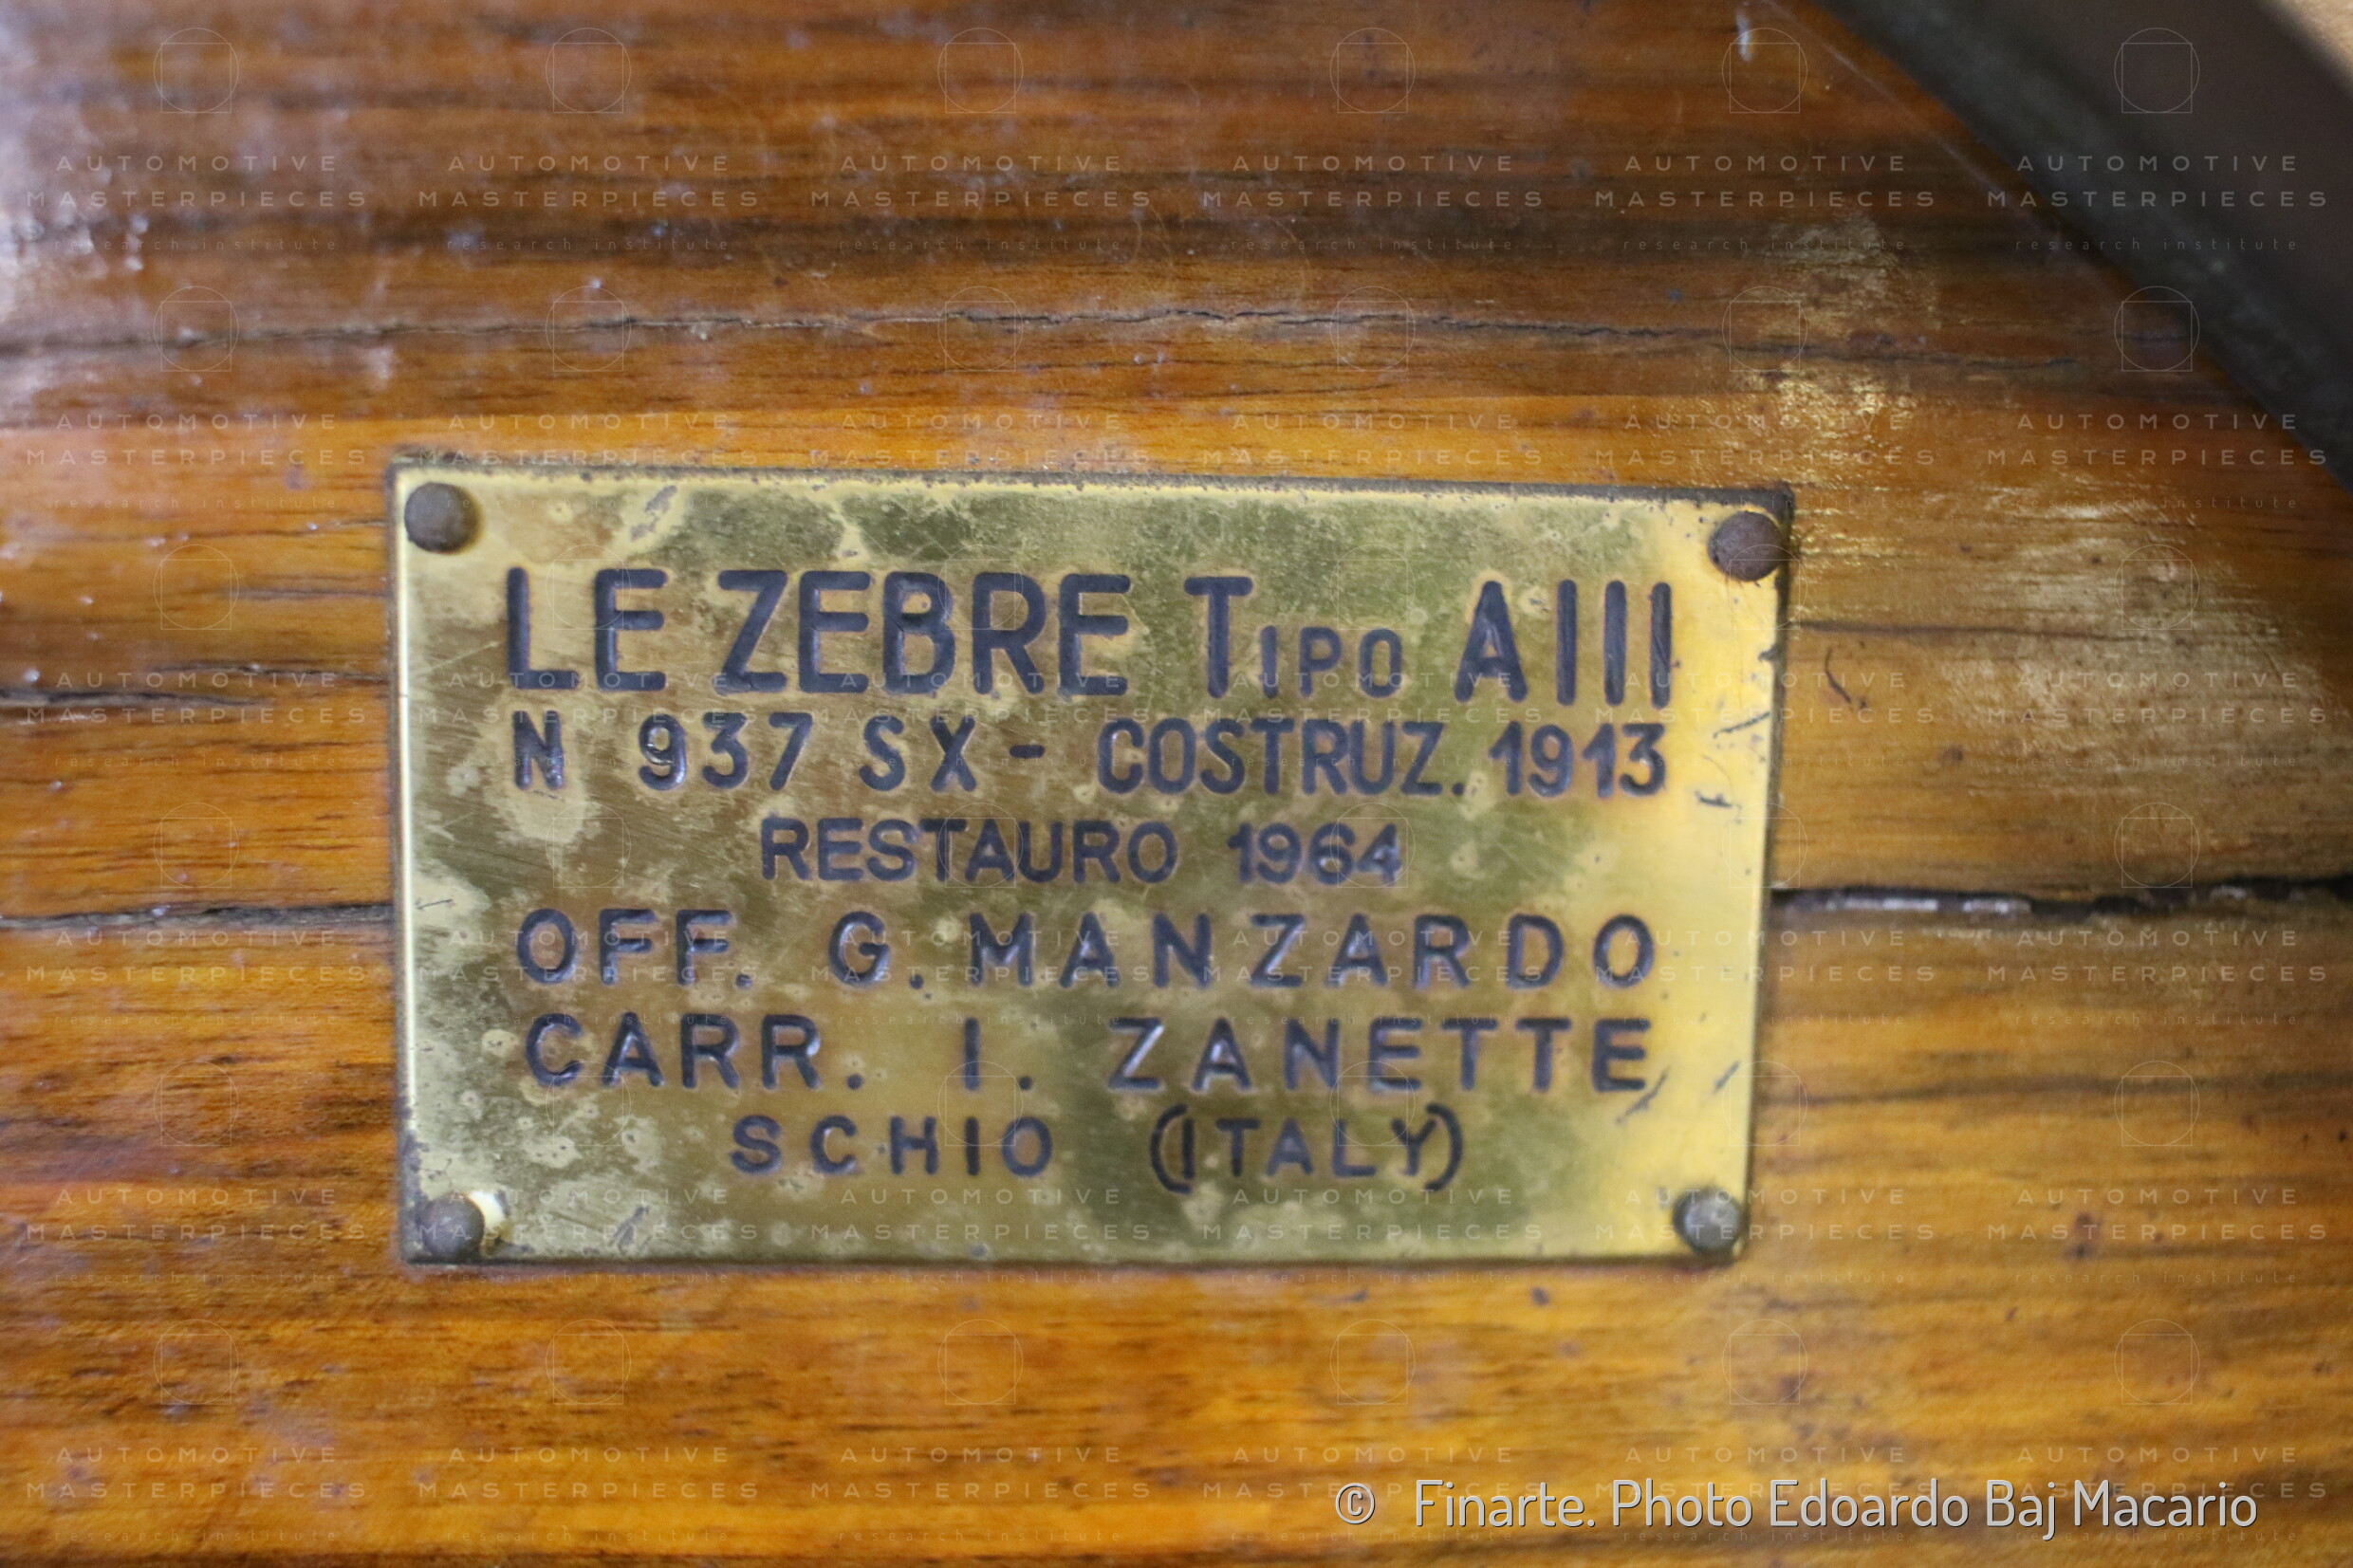 LE ZEBRE TIPO AIII
N 937 SX - COSTRUZ. 1913
RESTAURO 1964
OFF. G. MANZARDO
CARR. I. ZANETTE
SCHIO (ITALY)
AUTOMOTIVE
MASTERPIECES
research institute
© Finarte. Photo Edoardo Baj Macario